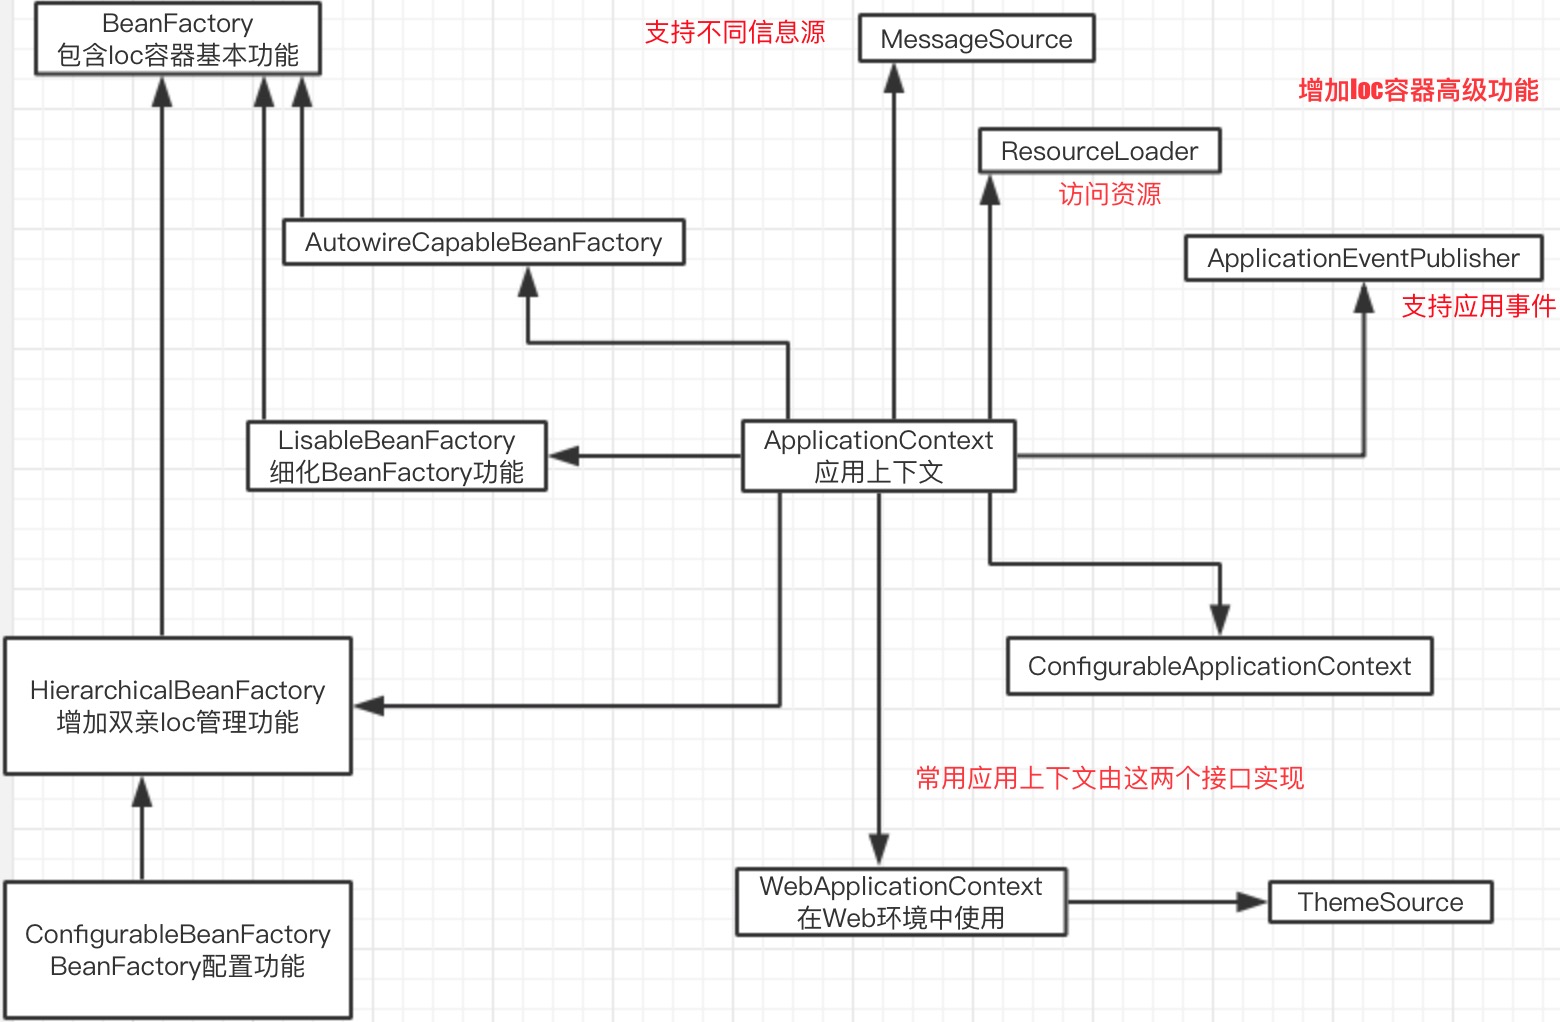 BeanFactory
包含Ioc容器基本功能
支持不同信息源
MessageSource
增加Ioc容器高级功能
ResourceLoader
访问资源
AutowireCapableBeanFactory
ApplicationEventPublisher
支持应用事件
LisableBeanFactory
细化BeanFactory功能
ApplicationContext
应用上下文
HierarchicalBeanFactory
增加双亲Ioc管理功能
ConfigurableApplicationContext
常用应用上下文由这两个接口实现
WebApplicationContext
在Web环境中使用
ThemeSource
ConfigurableBeanFactory
BeanFactory配置功能